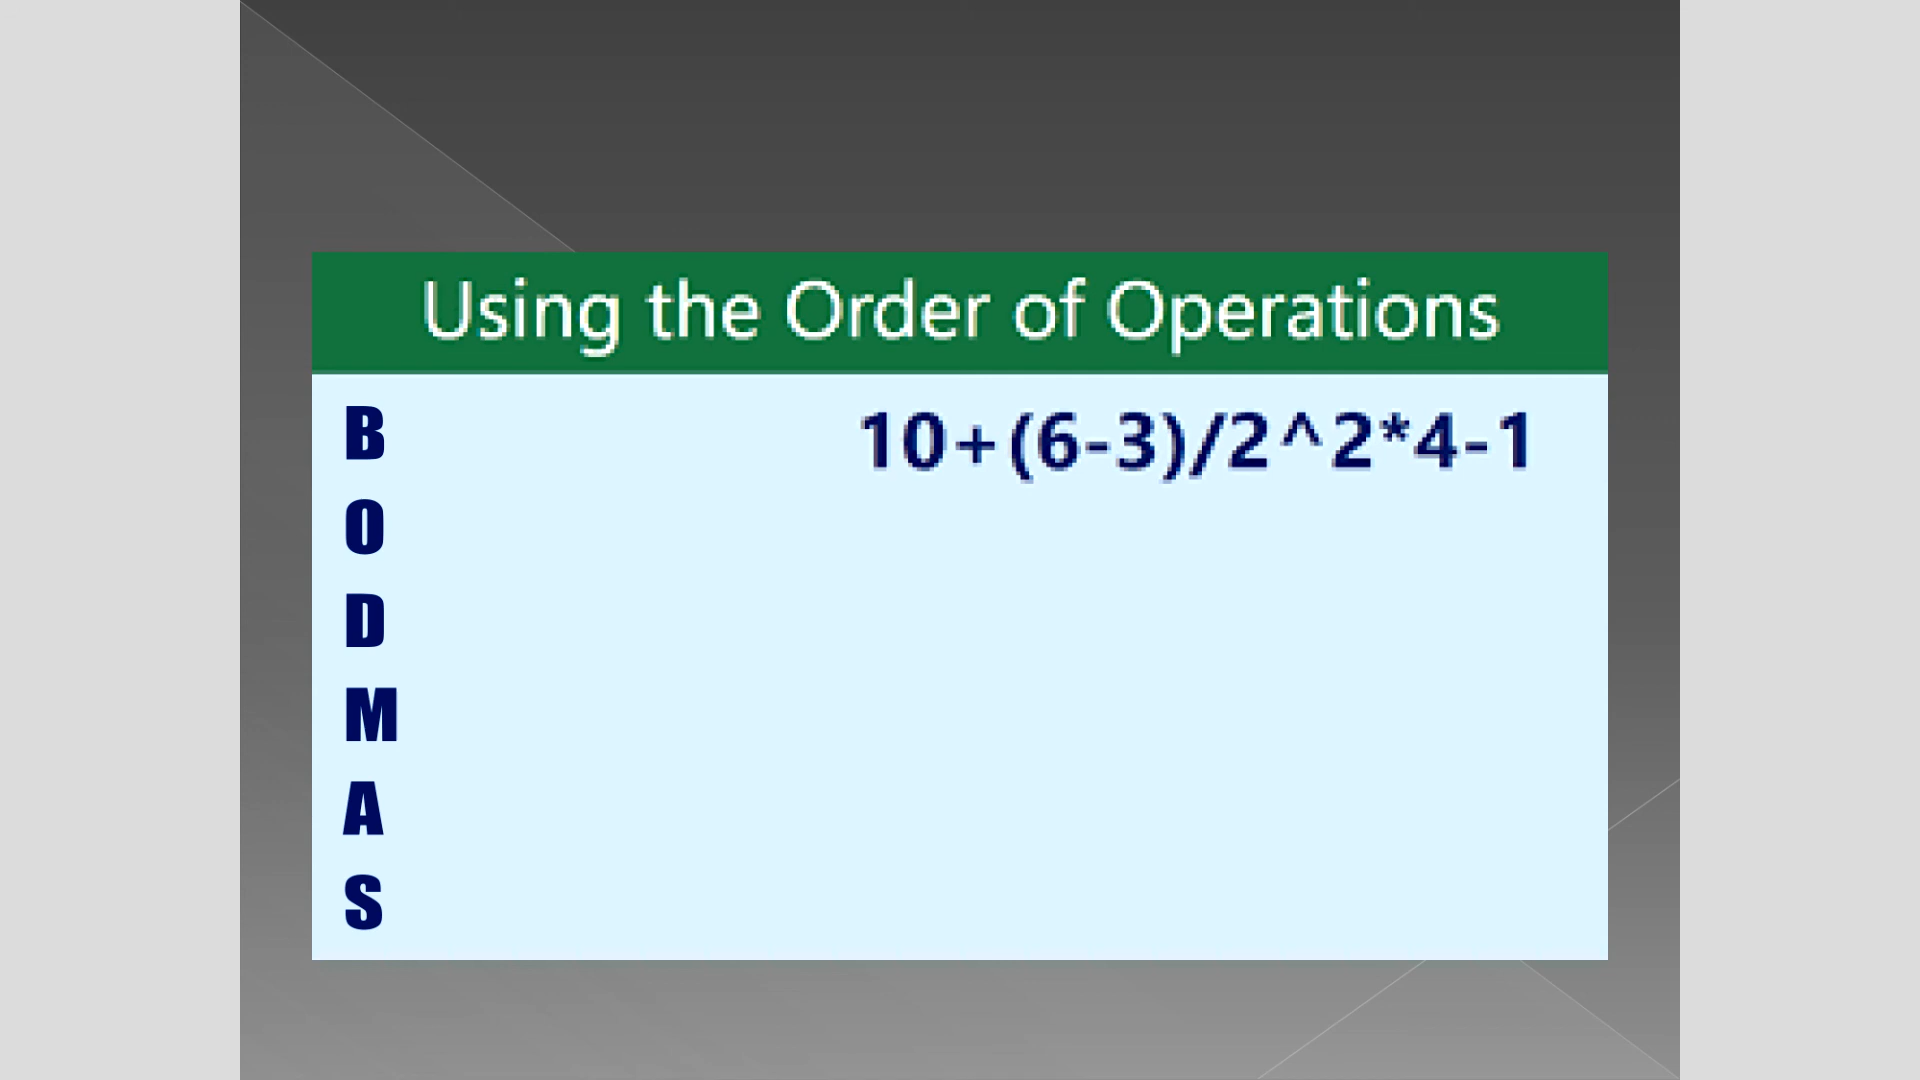 Using the Order of Operations
B
10+(6-3)/2^2*4-1
O
D
M
A
S